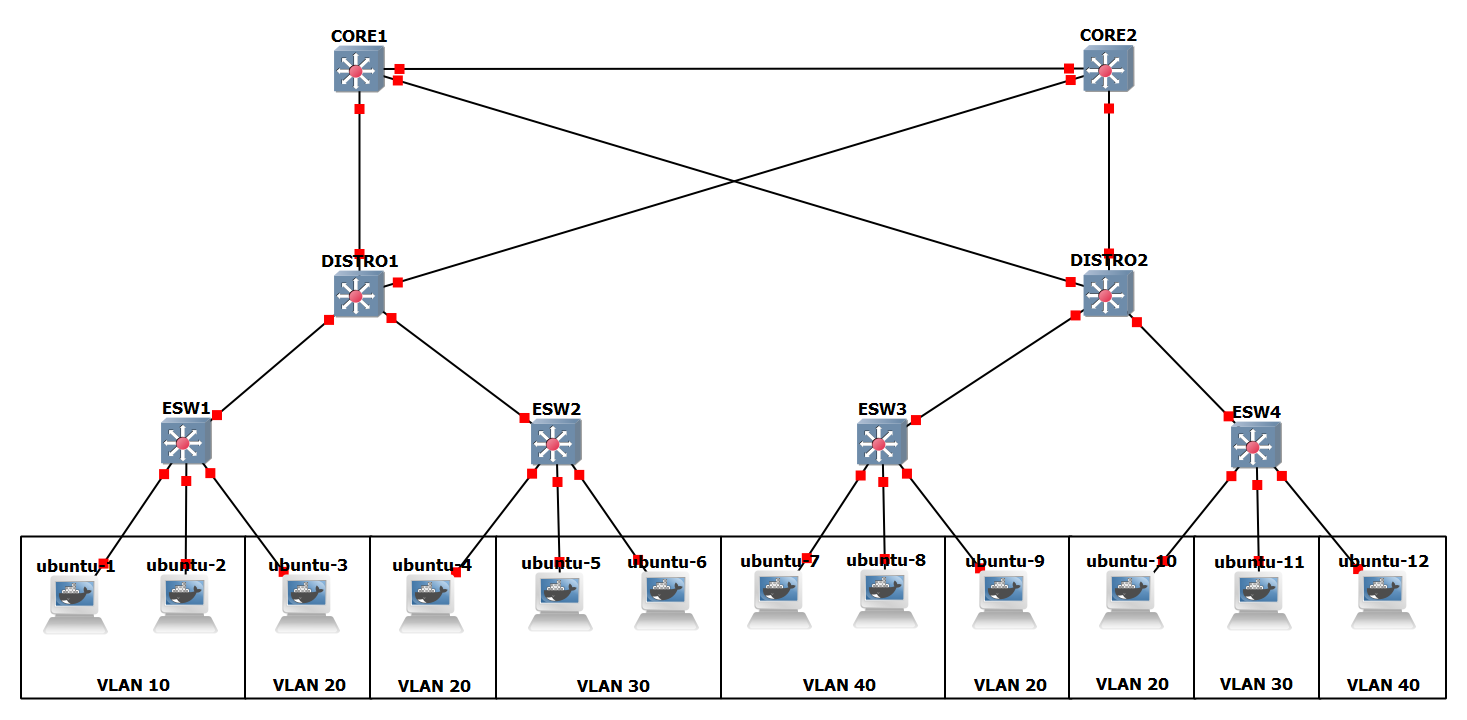 CORE1
CORE2
DISTRO1
DISTRO2
ESW1
ESW2
ESW3
ESW4
ubuntu-1
ubuntu-2
ubuntu-3
ubuntu-4
ubuntu-5
ubuntu-6
ubuntu-7
ubuntu-8
ubuntu-9
ubuntu-10
ubuntu-11
ubuntu-12
VLAN 10
VLAN 20
VLAN 20
VLAN 30
VLAN 40
VLAN 20
VLAN 20
VLAN 30
VLAN 40